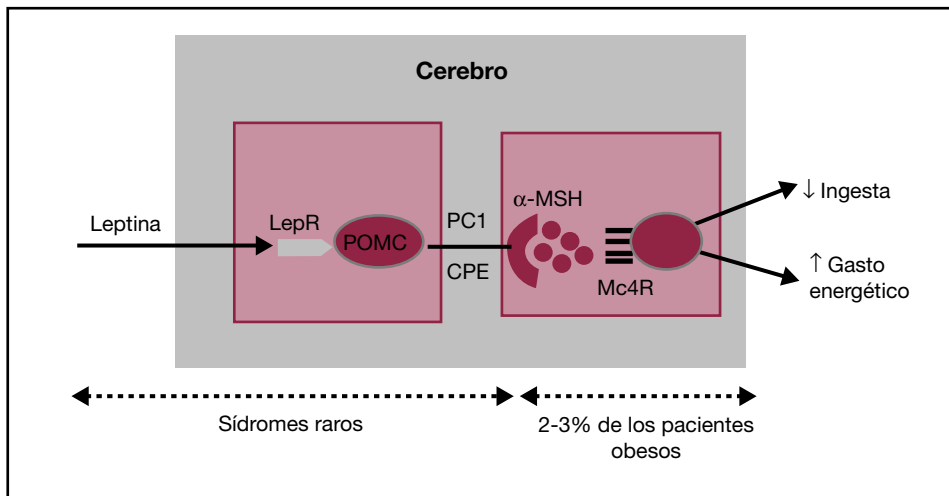 Cerebro
α-MSH
Leptina
LepR
POMC
PC1
CPE
Mc4R
↓ Ingesta
↑ Gasto
energético
Sídromes raros
2-3% de los pacientes
obesos